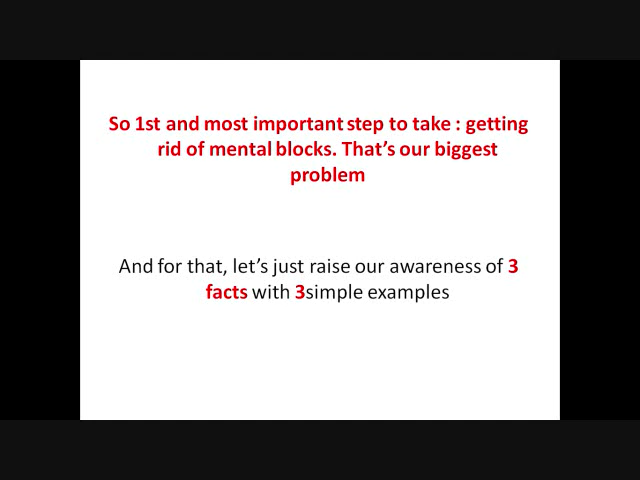 So 1st and most important step to take : getting
rid of mental blocks. That's our biggest
problem
And for that, let's just raise our awareness of 3
facts with 3simple examples